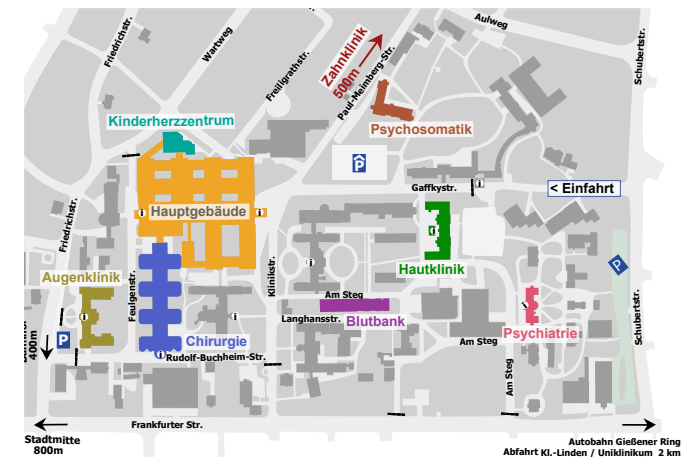 Aulweg
Friedrichstr.
Wartweg
Freiligrathstr.
Zahnklinik
500m
Paul-Meimberg-Str.
Schubertstr.
Kinderherzzentrum
Psychosomatik
P
Gaffkystr.
i
< Einfahrt
i
Hauptgebäude
i
Friedrichstr.
Hautklinik
Klinikstr.
i
P
Augenklinik
Feulgenstr.
Am Steg
Langhansstr.
Blutbank
i
i
Chirurgie
Psychiatrie
Schubertstr.
P
400m
Am Steg
i
Rudolf-Buchheim-Str.
Am Steg
Frankfurter Str.
Stadtmitte
800m
Autobahn Gießener Ring
Abfahrt Kl.-Linden / Uniklinikum 2 km